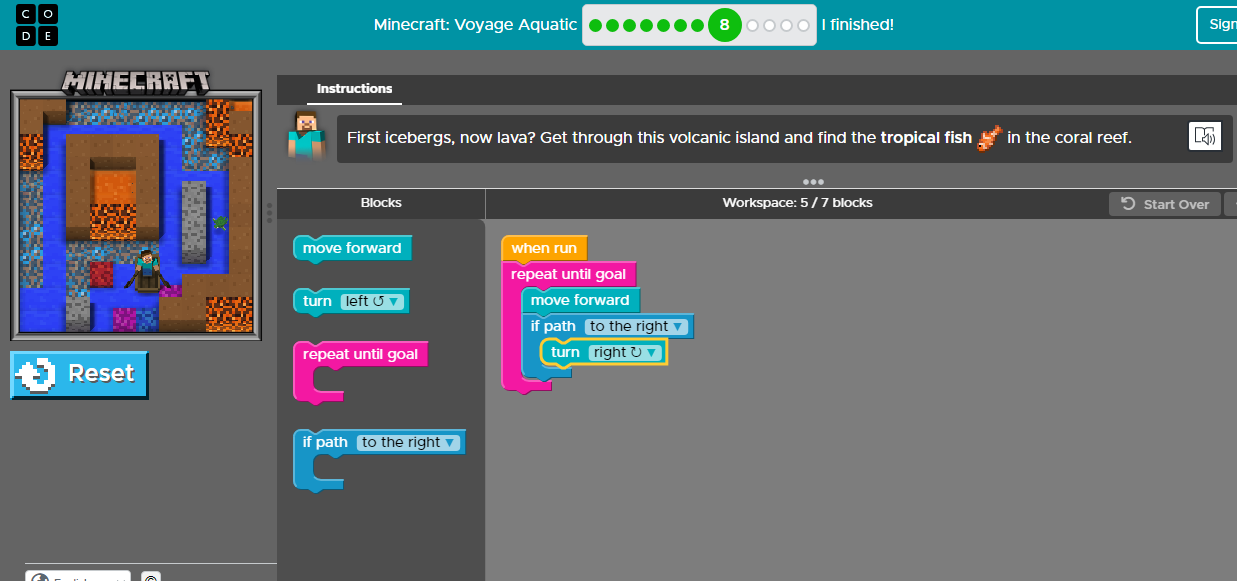 CO
DE
Minecraft: Voyage Aquatic
8
I finished!
Sign
MINECRAFT
Instructions
First icebergs, now lava? Get through this volcanic island and find the tropical fish in the coral reef.
Blocks
Workspace: 5 / 7 blocks
Start Over
move forward
turn left ↺ ▼
repeat until goal
if path to the right ▼
when run
repeat until goal
move forward
if path to the right ▼
turn right ↻ ▼
Reset